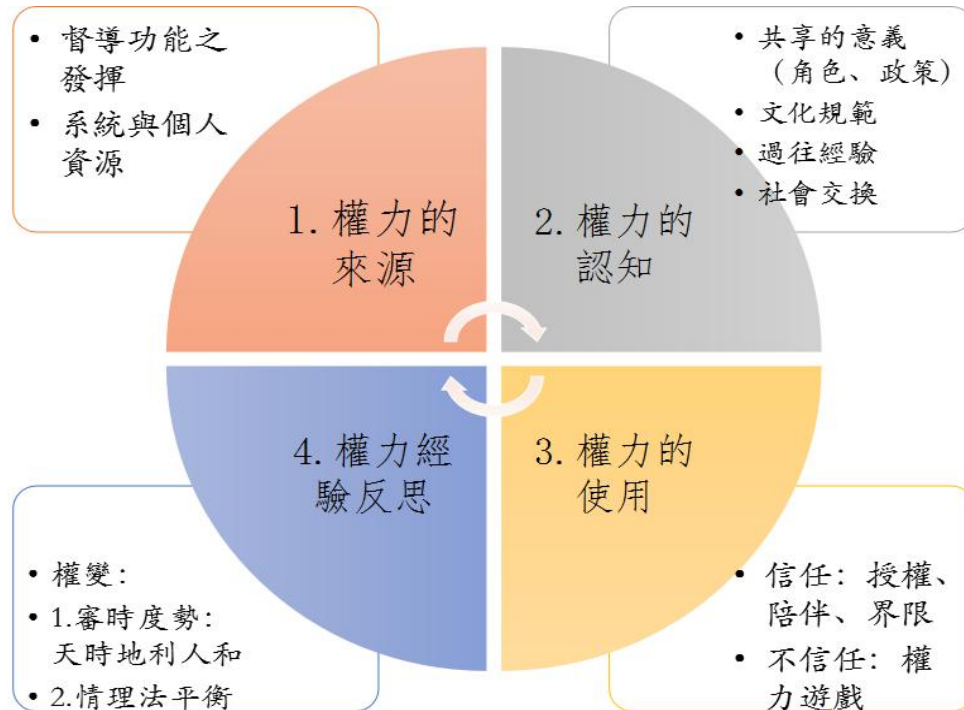 • 督導功能之
發揮
• 系統與個人
資源
1. 權力的
來源
• 共享的意義
（角色、政策）
• 文化規範
• 過往經驗
• 社會交換
2. 權力的
認知
3. 權力的
使用
• 信任：授權、
陪伴、界限
• 不信任：權
力遊戲
4. 權力經
驗反思
• 權變：
• 1.審時度勢：
天時地利人和
• 2.情理法平衡